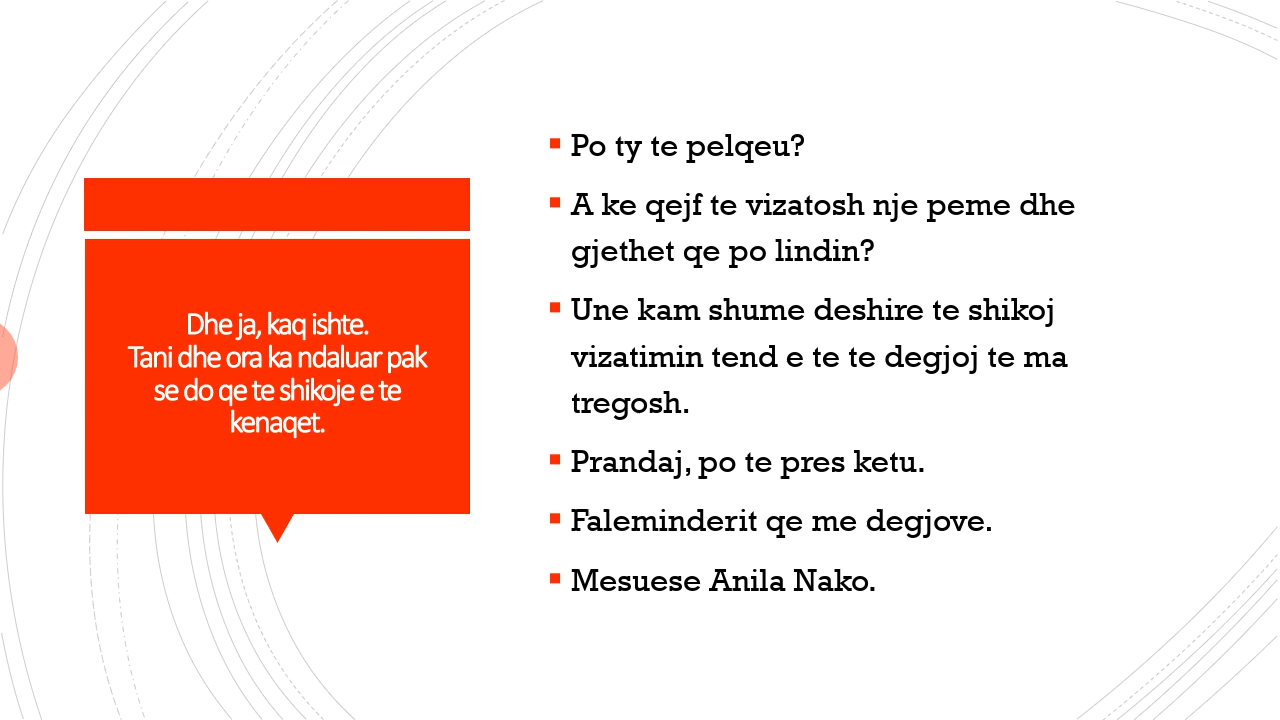 Dhe ja, kaq ishte.
Tani dhe ora ka ndaluar pak
se do qe te shikoje e te
kenaqet.
Po ty te pelqeu?
A ke qejf te vizatosh nje peme dhe
gjethet qe po lindin?
Une kam shume deshire te shikoj
vizatimin tend e te te degjoj te ma
tregosh.
Prandaj, po te pres ketu.
Faleminderit qe me degjove.
Mesuese Anila Nako.